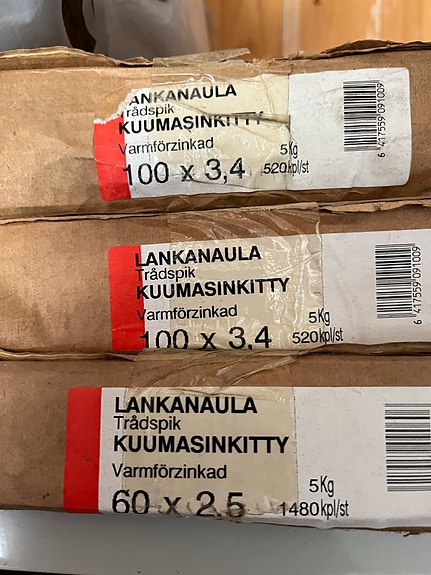 LANKANAULA
Trådspik
KUUMASINKITTY
Varmförzinkad 5Kg
100 x 3,4 520kpl/st
6 417559 091009
LANKANAULA
Trådspik
KUUMASINKITTY
Varmförzinkad 5Kg
100 x 3,4 520kpl/st
6 417559 091009
LANKANAULA
Trådspik
KUUMASINKITTY
Varmförzinkad 5Kg
60 x 2.5 1480kpl/st